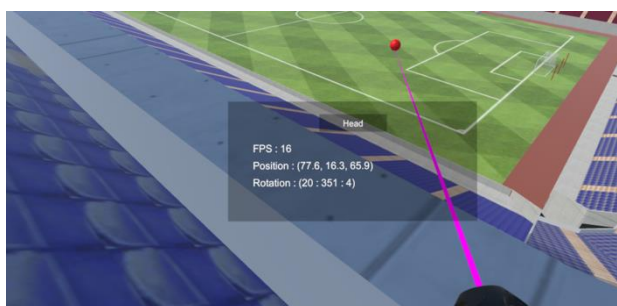 Head
FPS : 16
Position : (77.6, 16.3, 65.9)
Rotation : (20 : 351 : 4)